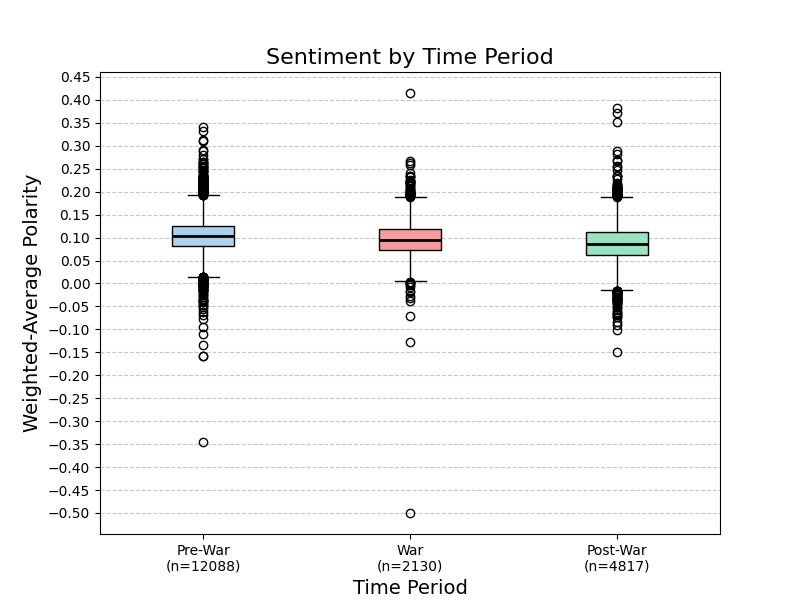 Sentiment by Time Period
Weighted-Average Polarity
0.45
0.40
0.35
0.30
0.25
0.20
0.15
0.10
0.05
0.00
−0.05
−0.10
−0.15
−0.20
−0.25
−0.30
−0.35
−0.40
−0.45
−0.50
Pre-War
(n=12088)
War
(n=2130)
Post-War
(n=4817)
Time Period